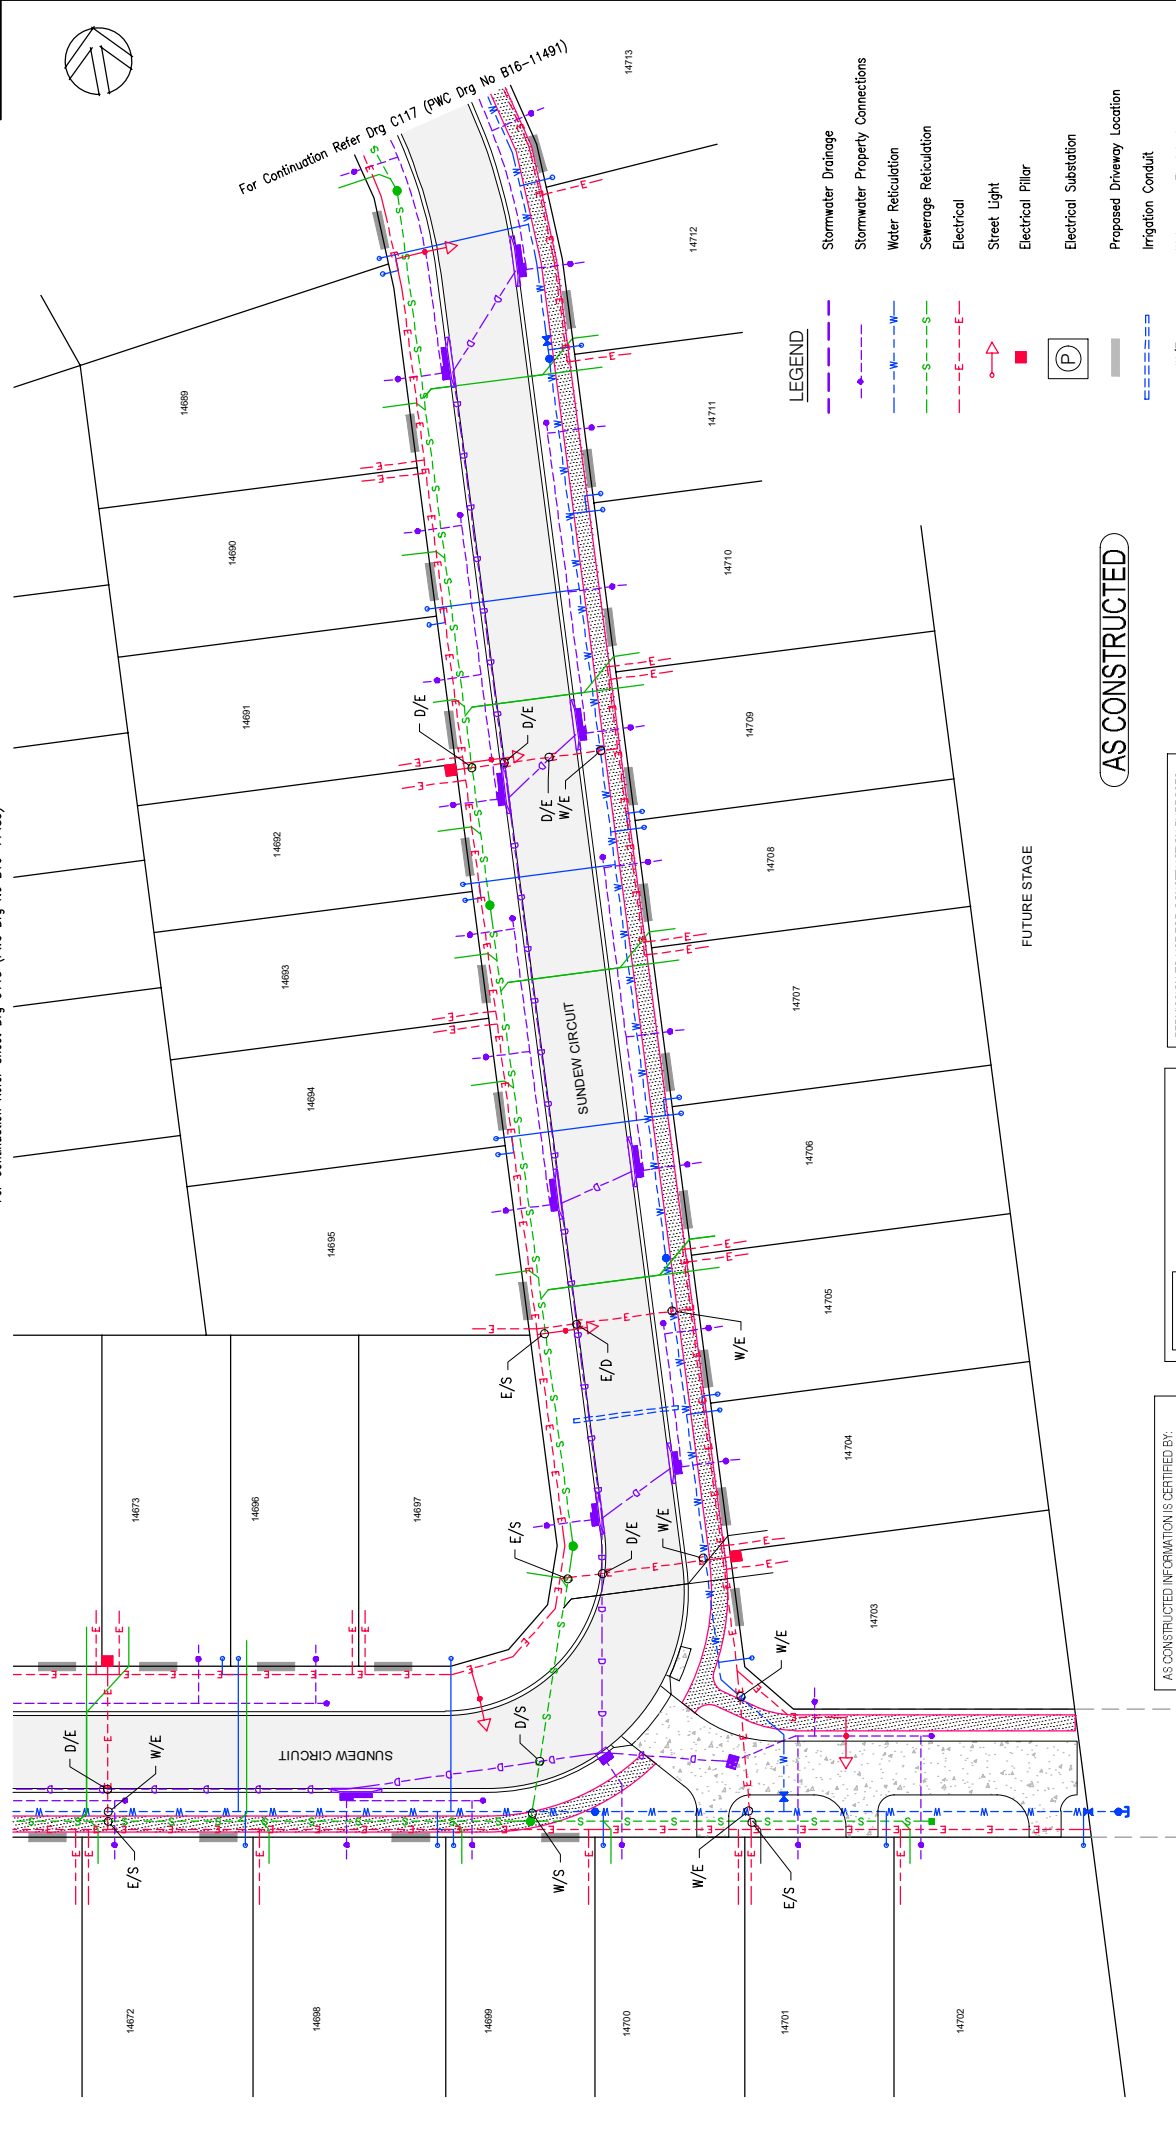 For Continuation Refer Drg C117 (PWC Drg No B16-11491)
14713
14712
14711
14710
14709
14708
14707
14706
14705
14704
14703
14689
14690
14691
14692
14693
14694
14695
14673
14696
14697
14672
14698
14699
14700
14701
14702
SUNDEW CIRCUIT
SUNDEW CIRCUIT
D/E
D/E
D/E
W/E
E/S
E/D
W/E
E/S
D/E
W/E
W/E
D/S
D/E
W/E
E/S
W/S
W/E
E/S
LEGEND
Stormwater Drainage
Stormwater Property Connections
Water Reticulation
Sewerage Reticulation
Electrical
Street Light
Electrical Pillar
P
Electrical Substation
Proposed Driveway Location
Irrigation Conduit
AS CONSTRUCTED
FUTURE STAGE
AS CONSTRUCTED INFORMATION IS CERTIFIED BY: